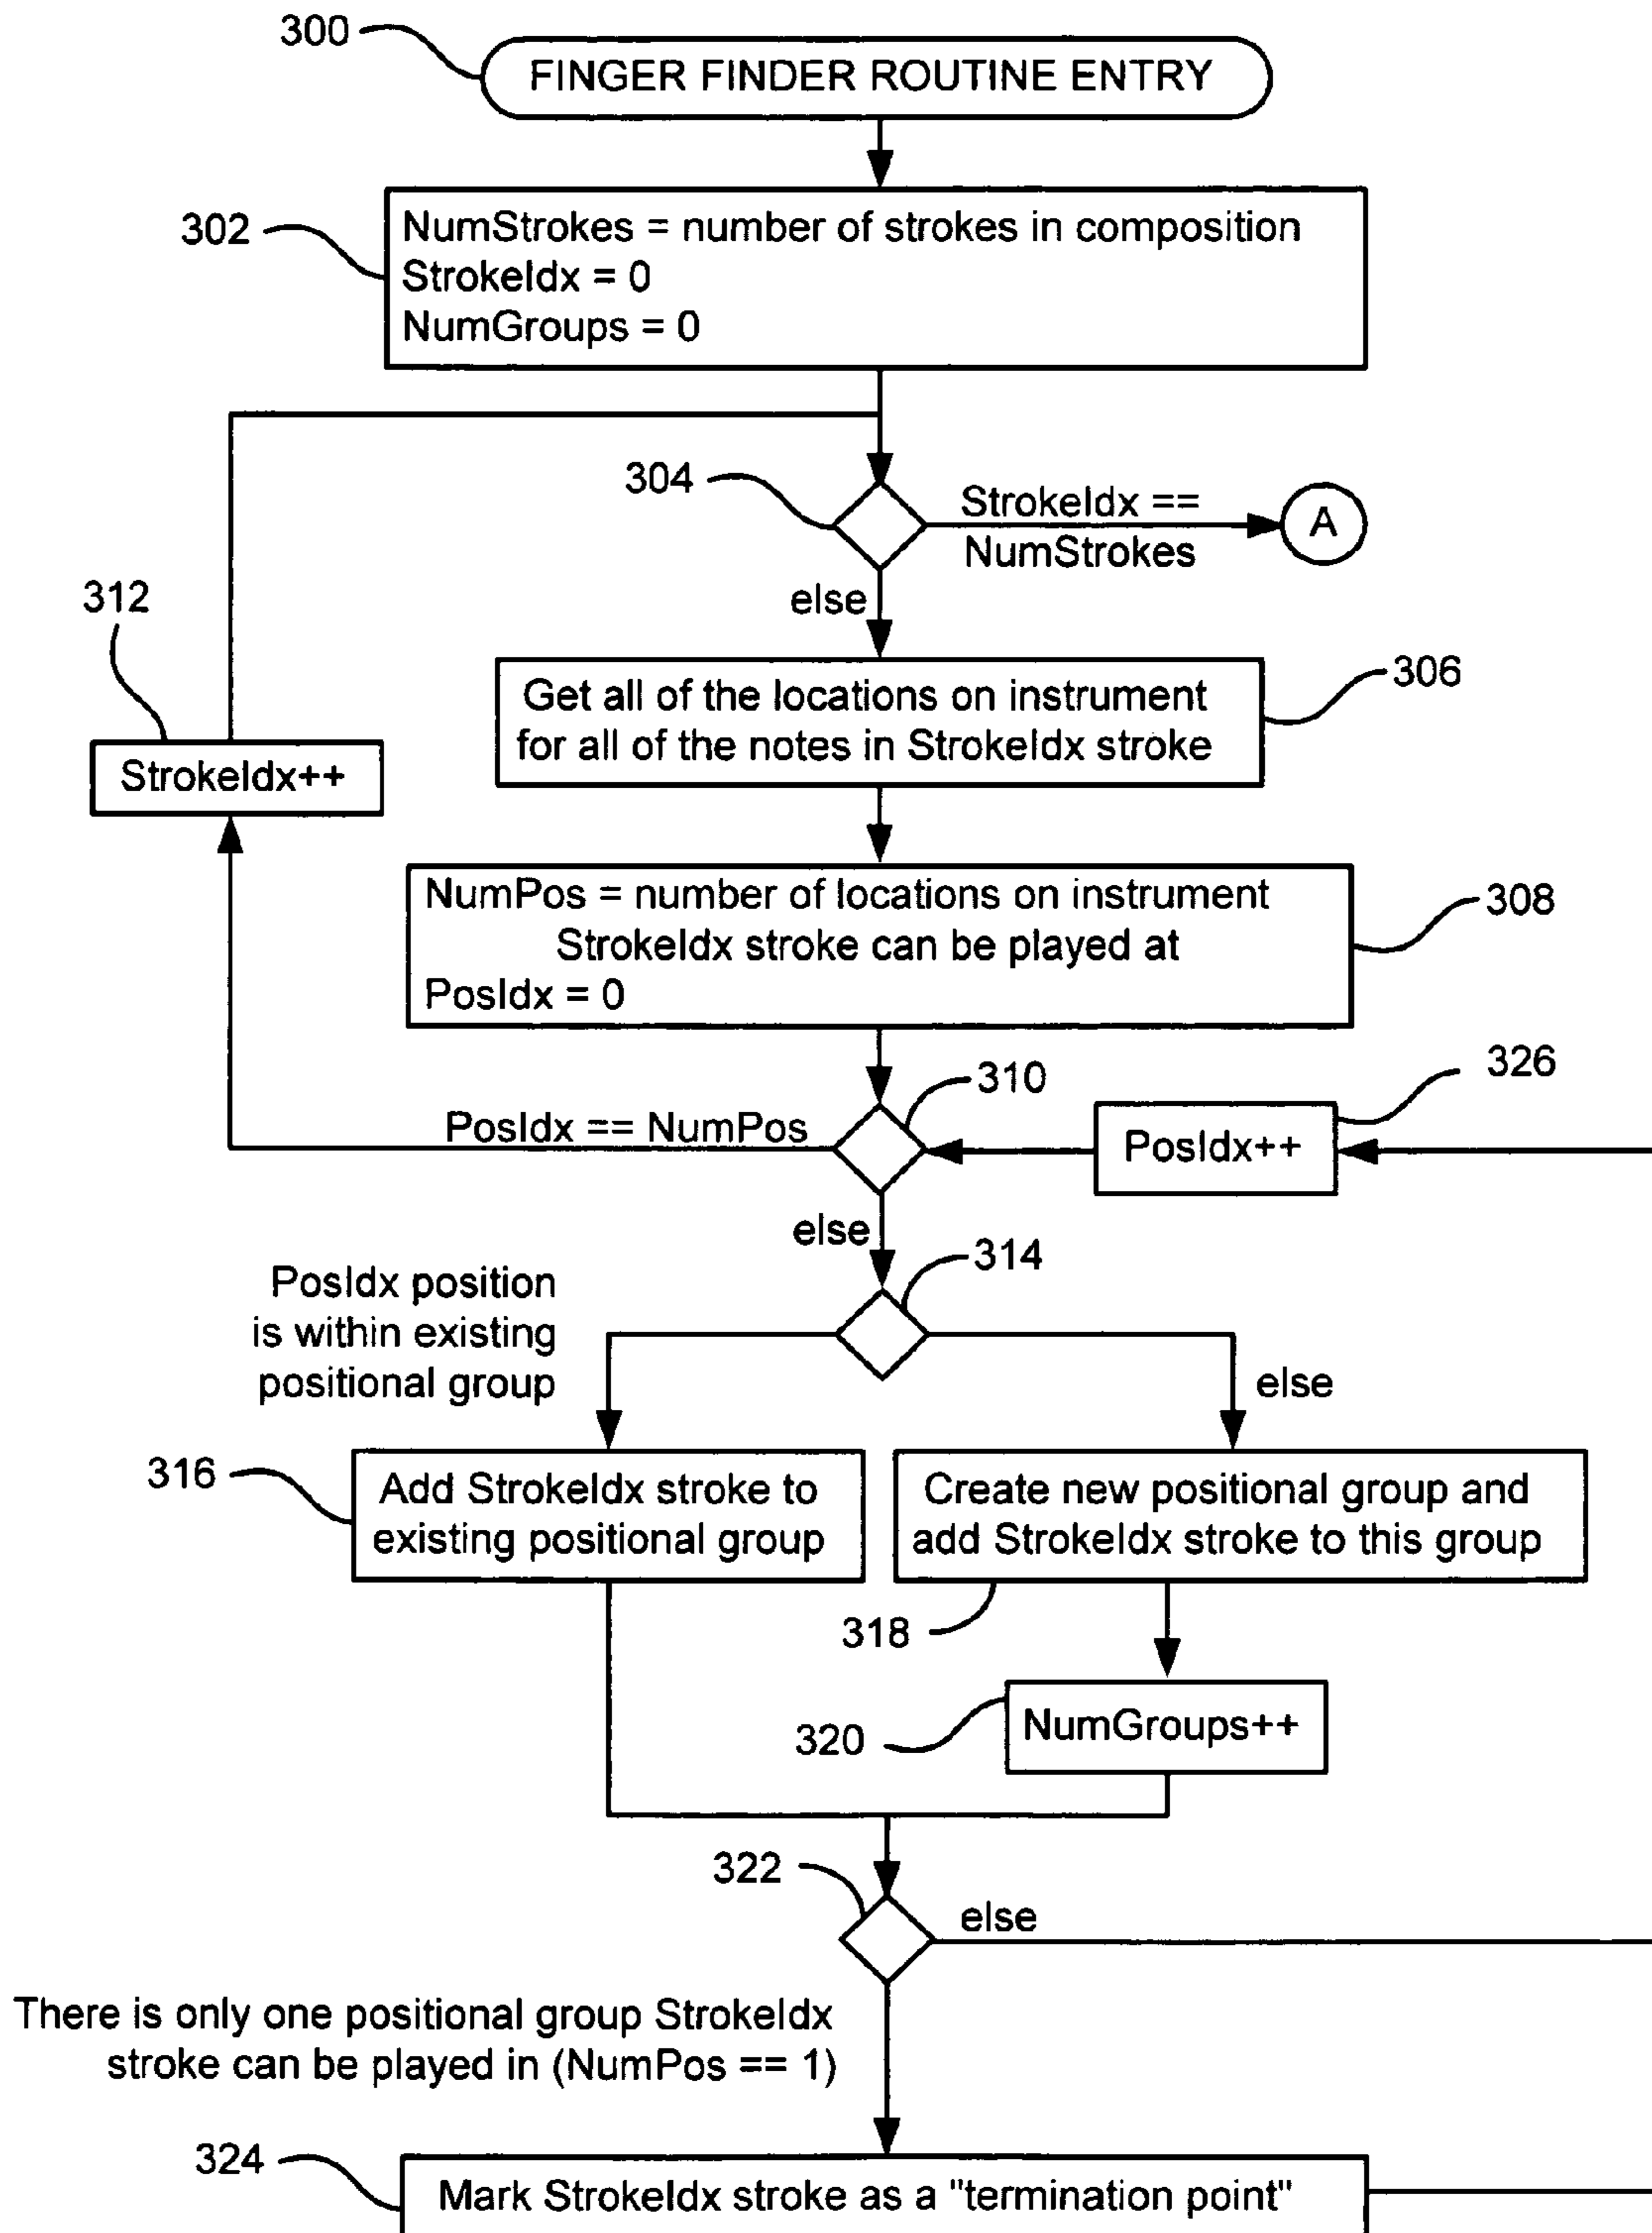 300
FINGER FINDER ROUTINE ENTRY
302
NumStrokes = number of strokes in composition
StrokeIdx = 0
NumGroups = 0
304
StrokeIdx ==
NumStrokes
A
else
312
StrokeIdx++
306
Get all of the locations on instrument
for all of the notes in StrokeIdx stroke
308
NumPos = number of locations on instrument
StrokeIdx stroke can be played at
PosIdx = 0
310
326
PosIdx == NumPos
PosIdx++
else
314
PosIdx position
is within existing
positional group
else
316
Add StrokeIdx stroke to
existing positional group
Create new positional group and
add StrokeIdx stroke to this group
318
320
NumGroups++
322
else
There is only one positional group StrokeIdx
stroke can be played in (NumPos == 1)
324
Mark StrokeIdx stroke as a "termination point"